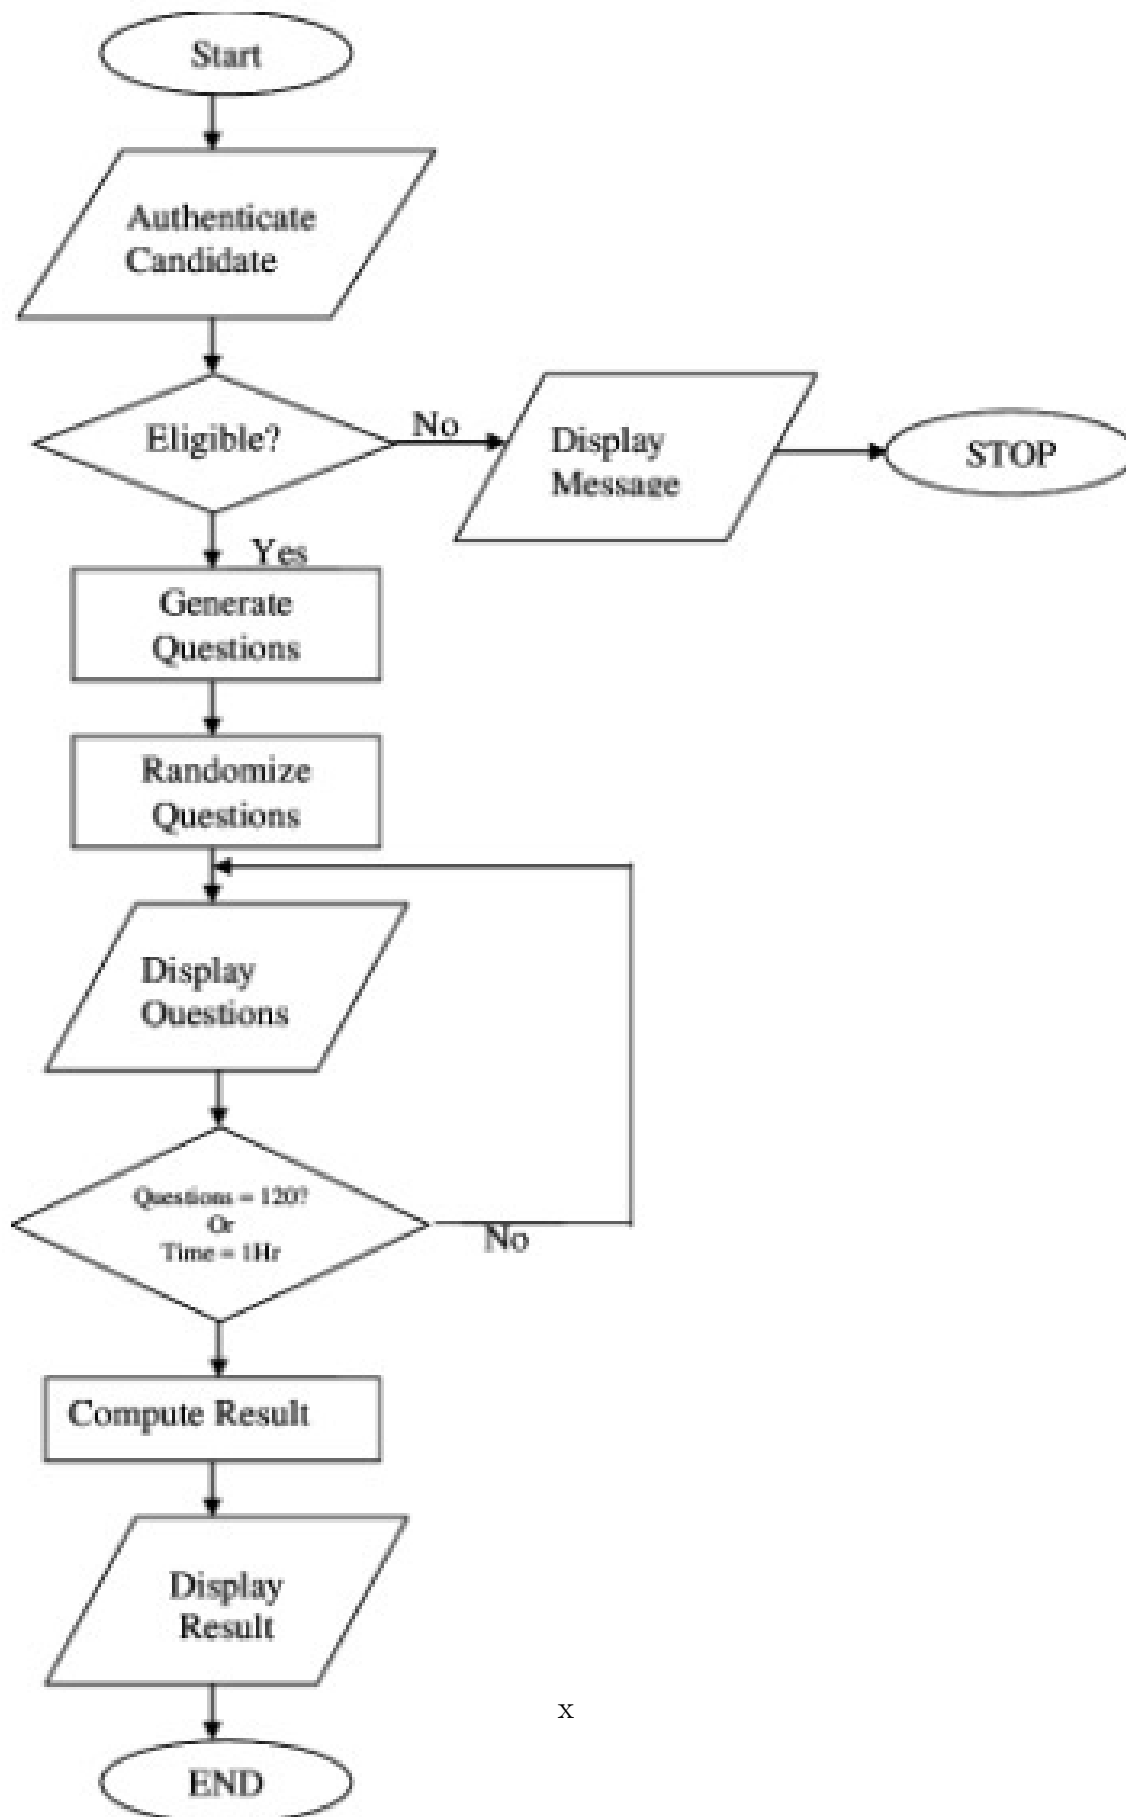 Start
Authenticate
Candidate
Eligible?
No
Display
Message
STOP
Yes
Generate
Questions
Randomize
Questions
Display
Questions
Questions = 120?
Or
Time = 1Hr
No
Compute Result
Display
Result
x
END